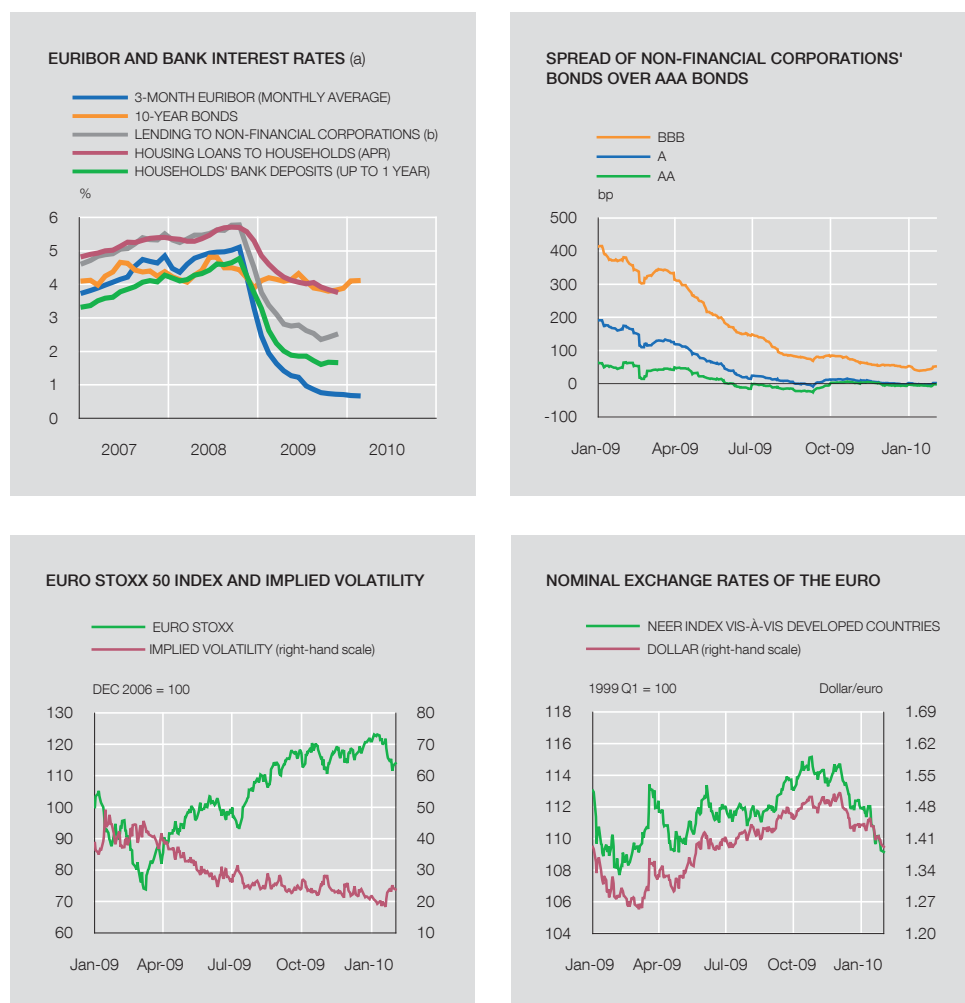 EURIBOR AND BANK INTEREST RATES (a)
3-MONTH EURIBOR (MONTHLY AVERAGE)
10-YEAR BONDS
LENDING TO NON-FINANCIAL CORPORATIONS (b)
HOUSING LOANS TO HOUSEHOLDS (APR)
HOUSEHOLDS' BANK DEPOSITS (UP TO 1 YEAR)
%
6
5
4
3
2
1
0
2007 2008 2009 2010
SPREAD OF NON-FINANCIAL CORPORATIONS'
BONDS OVER AAA BONDS
BBB
A
AA
bp
500
400
300
200
100
0
-100
Jan-09 Apr-09 Jul-09 Oct-09 Jan-10
EURO STOXX 50 INDEX AND IMPLIED VOLATILITY
EURO STOXX
IMPLIED VOLATILITY (right-hand scale)
DEC 2006 = 100
130 80
120 70
110 60
100 50
90 40
80 30
70 20
60 10
Jan-09 Apr-09 Jul-09 Oct-09 Jan-10
NOMINAL EXCHANGE RATES OF THE EURO
NEER INDEX VIS-À-VIS DEVELOPED COUNTRIES
DOLLAR (right-hand scale)
1999 Q1 = 100 Dollar/euro
118 1.69
116 1.62
114 1.55
112 1.48
110 1.41
108 1.34
106 1.27
104 1.20
Jan-09 Apr-09 Jul-09 Oct-09 Jan-10